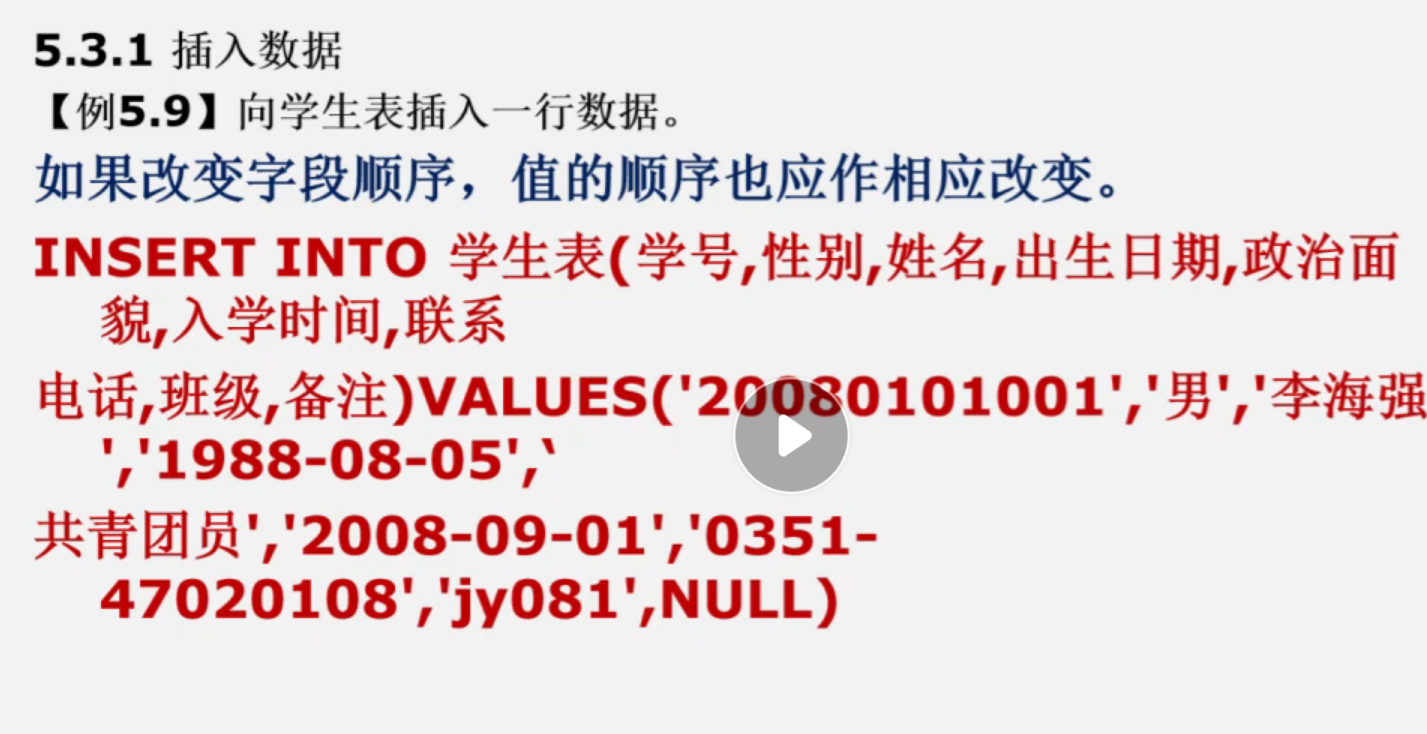 5.3.1 插入数据
【例5.9】向学生表插入一行数据。
如果改变字段顺序，值的顺序也应作相应改变。
INSERT INTO 学生表(学号,性别,姓名,出生日期,政治面
貌,入学时间,联系
电话,班级,备注)VALUES('20080101001','男','李海强
','1988-08-05',‘
共青团员','2008-09-01','0351-
47020108','jy081',NULL)